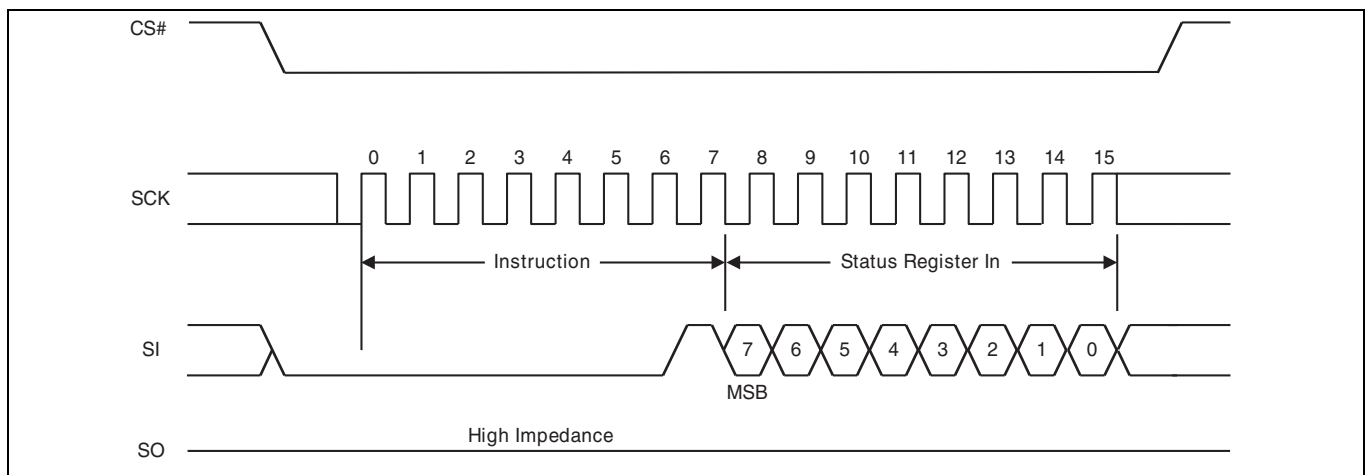 CS#
0 1 2 3 4 5 6 7 8 9 10 11 12 13 14 15
SCK
Instruction Status Register In
SI 7 6 5 4 3 2 1 0
MSB
High Impedance
SO